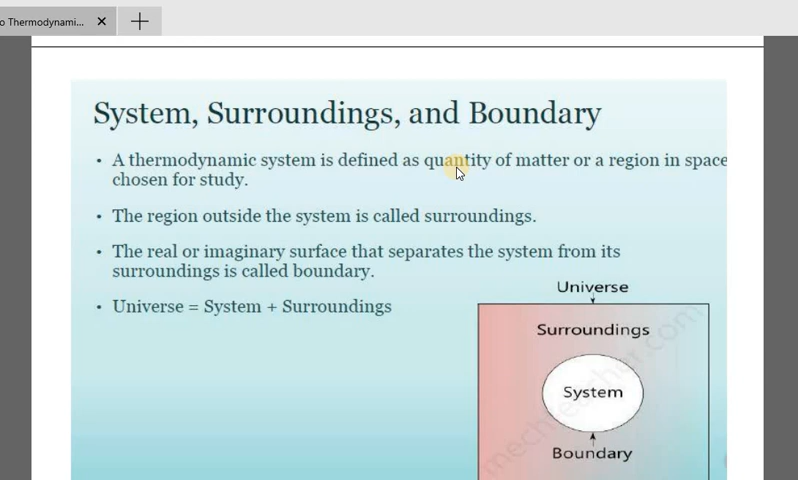 o Thermodynami...
System, Surroundings, and Boundary
• A thermodynamic system is defined as quantity of matter or a region in space
chosen for study.
• The region outside the system is called surroundings.
• The real or imaginary surface that separates the system from its
surroundings is called boundary.
• Universe = System + Surroundings
Universe
Surroundings
System
Boundary